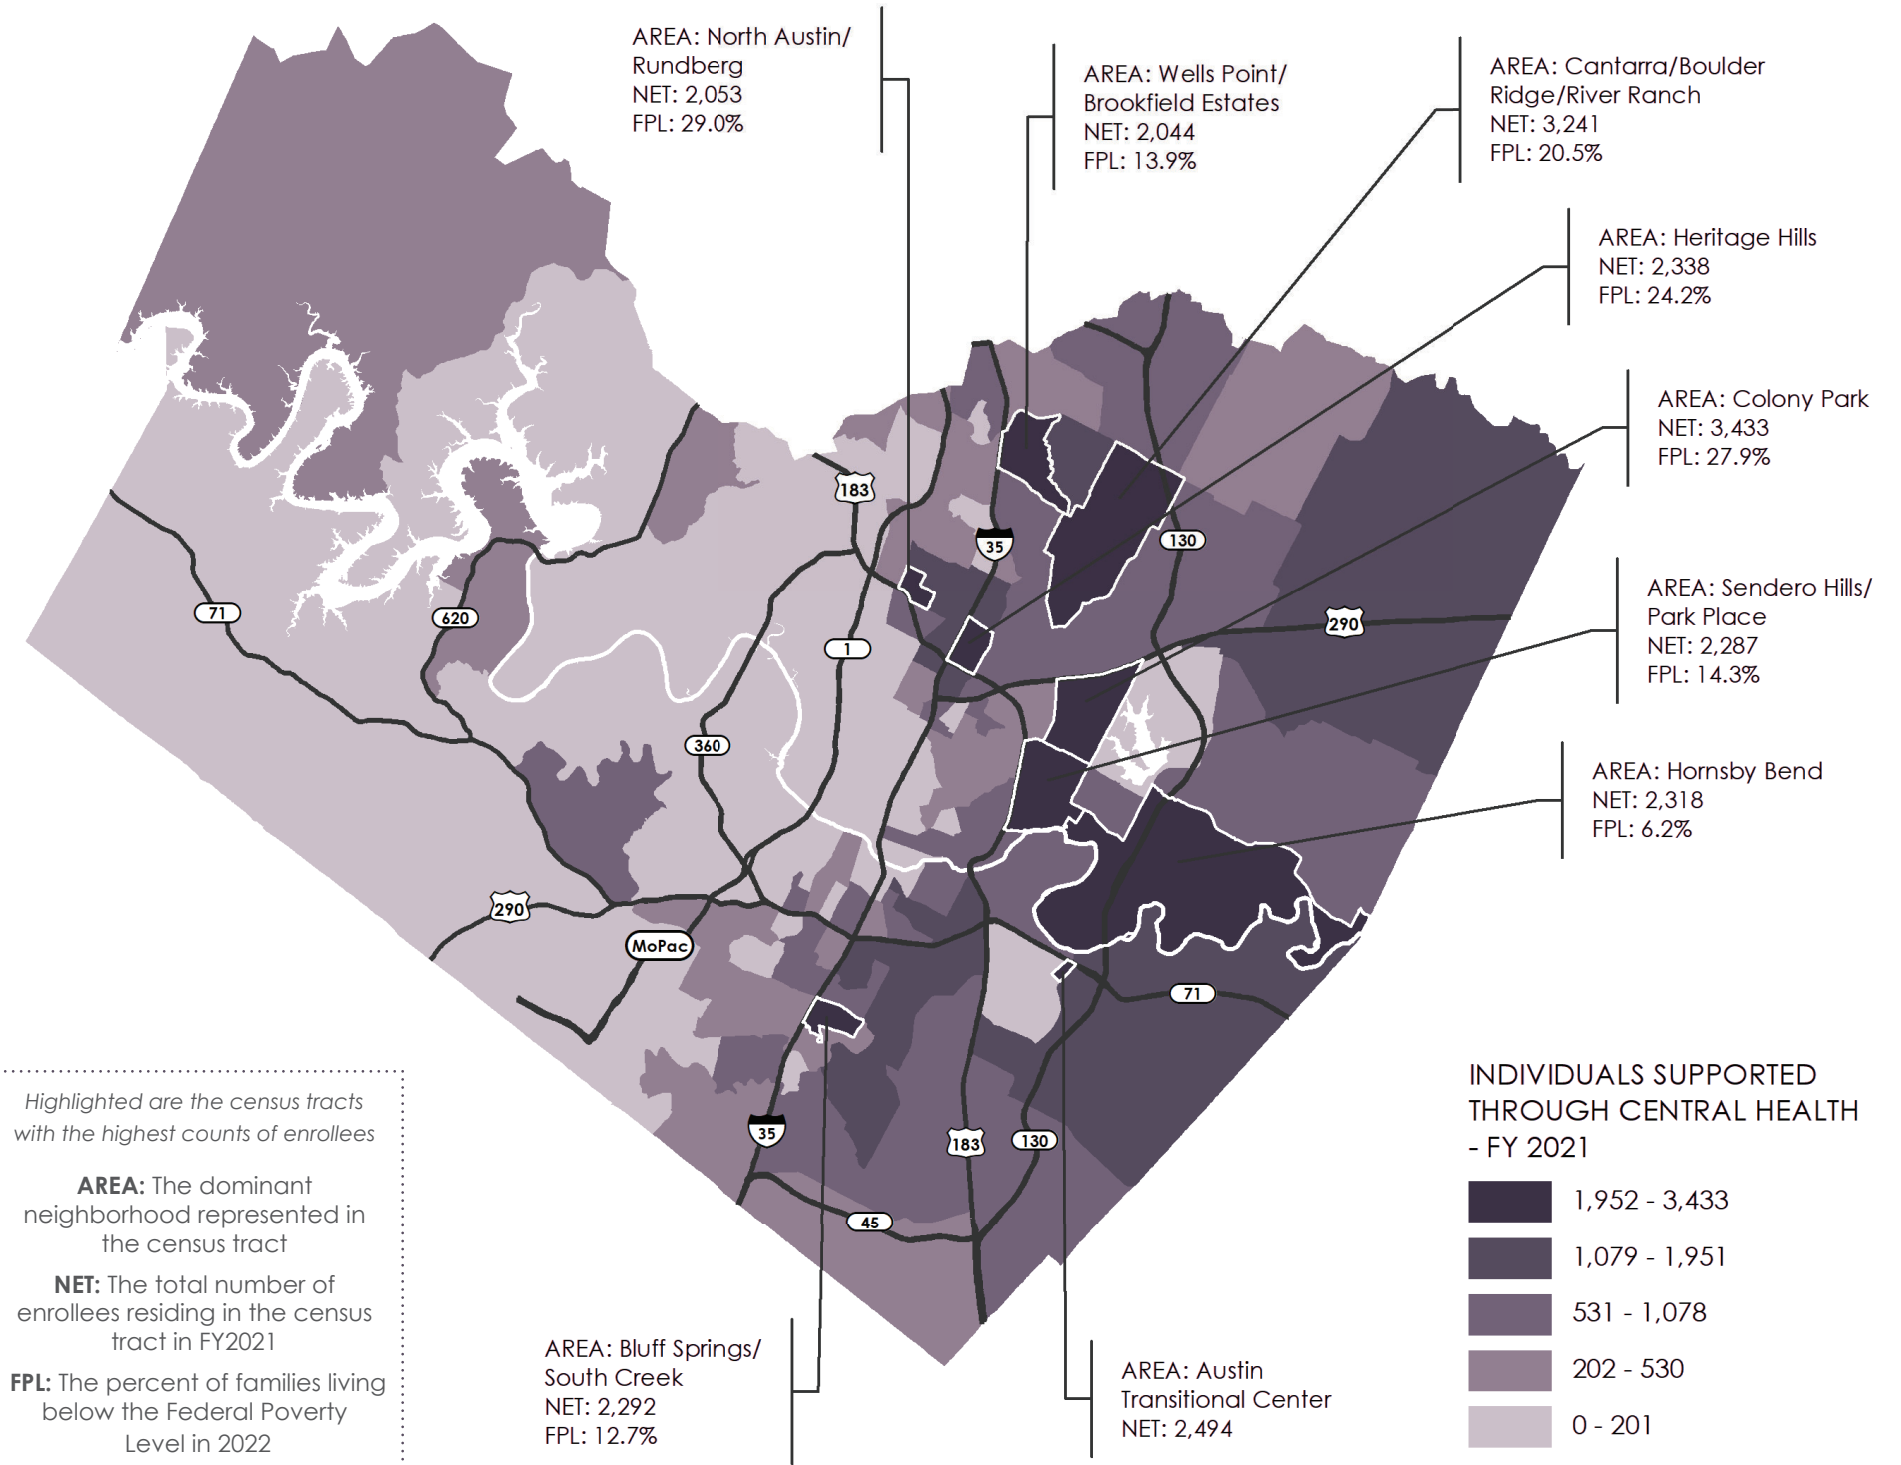 AREA: North Austin/
Rundberg
NET: 2,053
FPL: 29.0%
AREA: Wells Point/
Brookfield Estates
NET: 2,044
FPL: 13.9%
AREA: Cantarra/Boulder
Ridge/River Ranch
NET: 3,241
FPL: 20.5%
AREA: Heritage Hills
NET: 2,338
FPL: 24.2%
AREA: Colony Park
NET: 3,433
FPL: 27.9%
AREA: Sendero Hills/
Park Place
NET: 2,287
FPL: 14.3%
AREA: Hornsby Bend
NET: 2,318
FPL: 6.2%
183
35
130
71
620
1
290
360
290
MoPac
71
35
183
130
45
Highlighted are the census tracts
with the highest counts of enrollees
AREA: The dominant
neighborhood represented in
the census tract
NET: The total number of
enrollees residing in the census
tract in FY2021
FPL: The percent of families living
below the Federal Poverty
Level in 2022
AREA: Bluff Springs/
South Creek
NET: 2,292
FPL: 12.7%
AREA: Austin
Transitional Center
NET: 2,494
INDIVIDUALS SUPPORTED
THROUGH CENTRAL HEALTH
- FY 2021
1,952 - 3,433
1,079 - 1,951
531 - 1,078
202 - 530
0 - 201